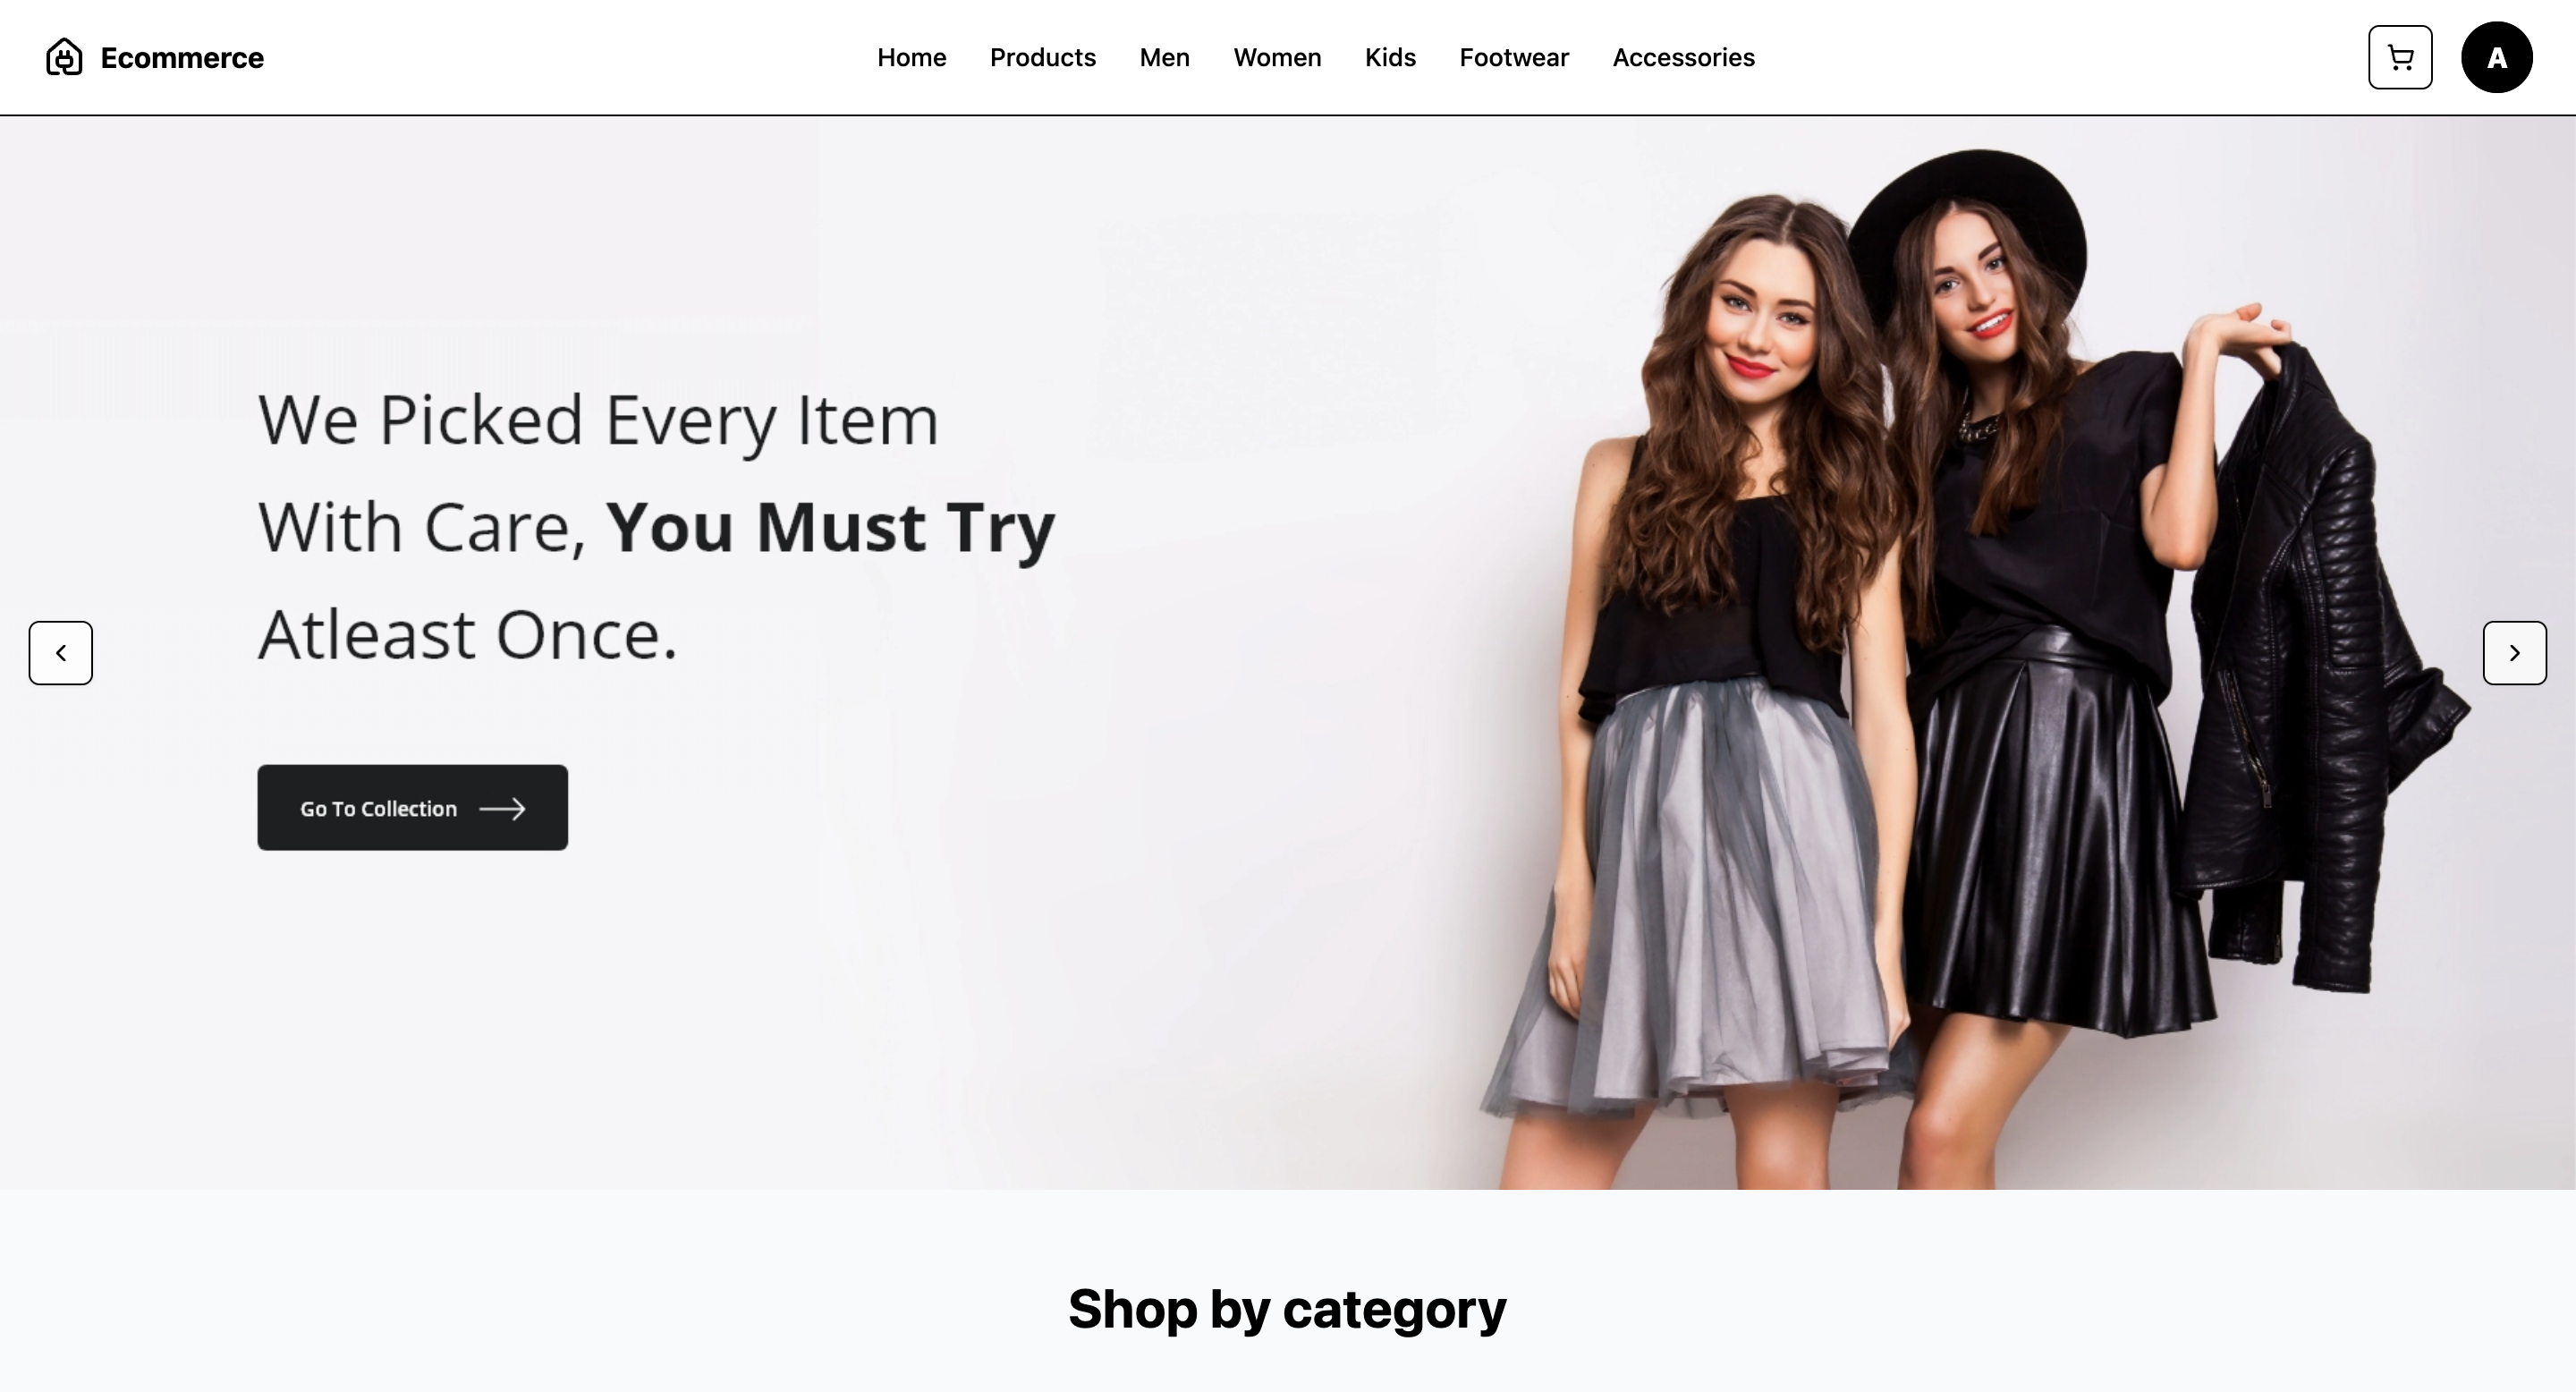 Ecommerce
Home Products Men Women Kids Footwear Accessories
A
We Picked Every Item
With Care, You Must Try
Atleast Once.
Go To Collection
Shop by category